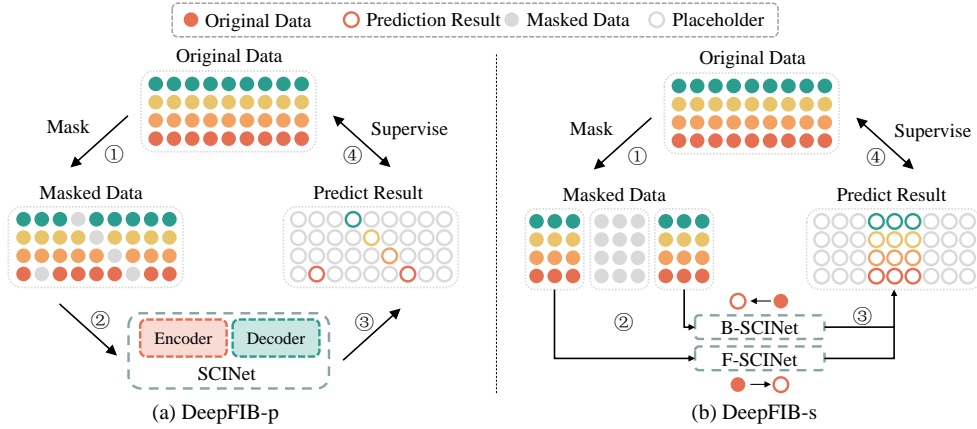 Original Data Prediction Result Masked Data Placeholder
Original Data
Mask
①
Supervise
④
Masked Data
Predict Result
②
③
Encoder
Decoder
SCINet
(a) DeepFIB-p
Original Data
Mask
①
Supervise
④
Masked Data
Predict Result
②
③
B-SCINet
F-SCINet
(b) DeepFIB-s